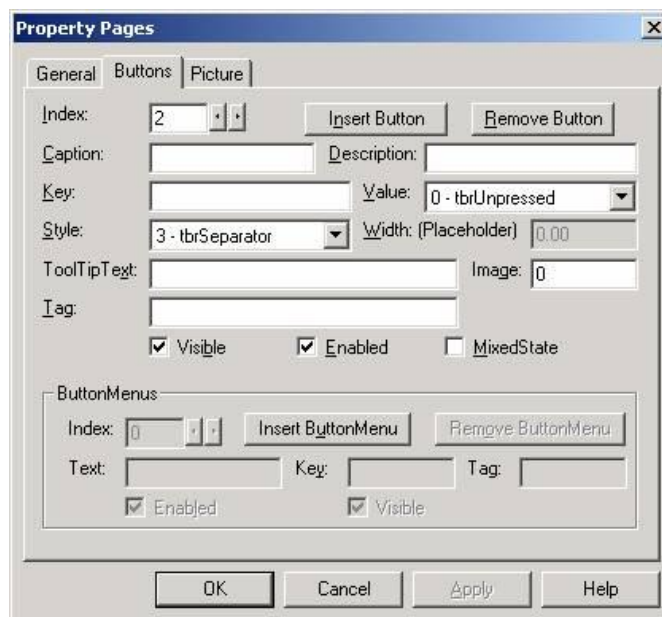 Property Pages
General Buttons Picture
Index: 2 Insert Button Remove Button
Caption: Description:
Key: Value: 0 - tbrUnpressed
Style: 3 - tbrSeparator Width: (Placeholder) 0.00
ToolTipText: Image: 0
Tag:
Visible Enabled MixedState
ButtonMenus
Index: 0 Insert ButtonMenu Remove ButtonMenu
Text: Key: Tag:
Enabled Visible
OK Cancel Apply Help